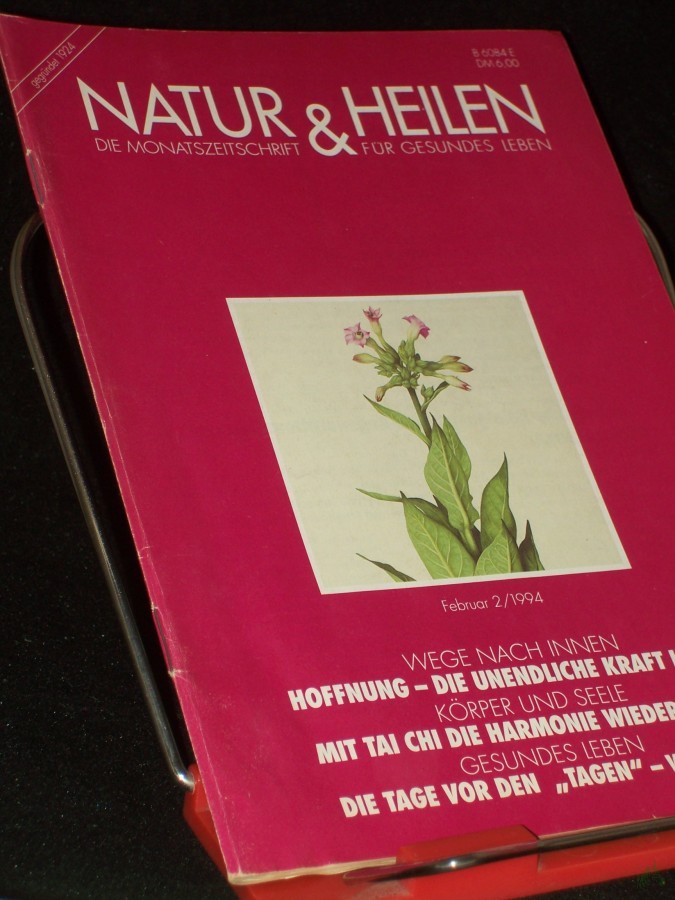 gegründet 1924
B 6084 E
DM 6,00
NATUR & HEILEN
DIE MONATSZEITSCHRIFT FÜR GESUNDES LEBEN
Februar 2/1994
WEGE NACH INNEN
HOFFNUNG – DIE UNENDLICHE KRAFT
KÖRPER UND SEELE
MIT TAI CHI DIE HARMONIE WIEDER
GESUNDES LEBEN
DIE TAGE VOR DEN „TAGEN" –